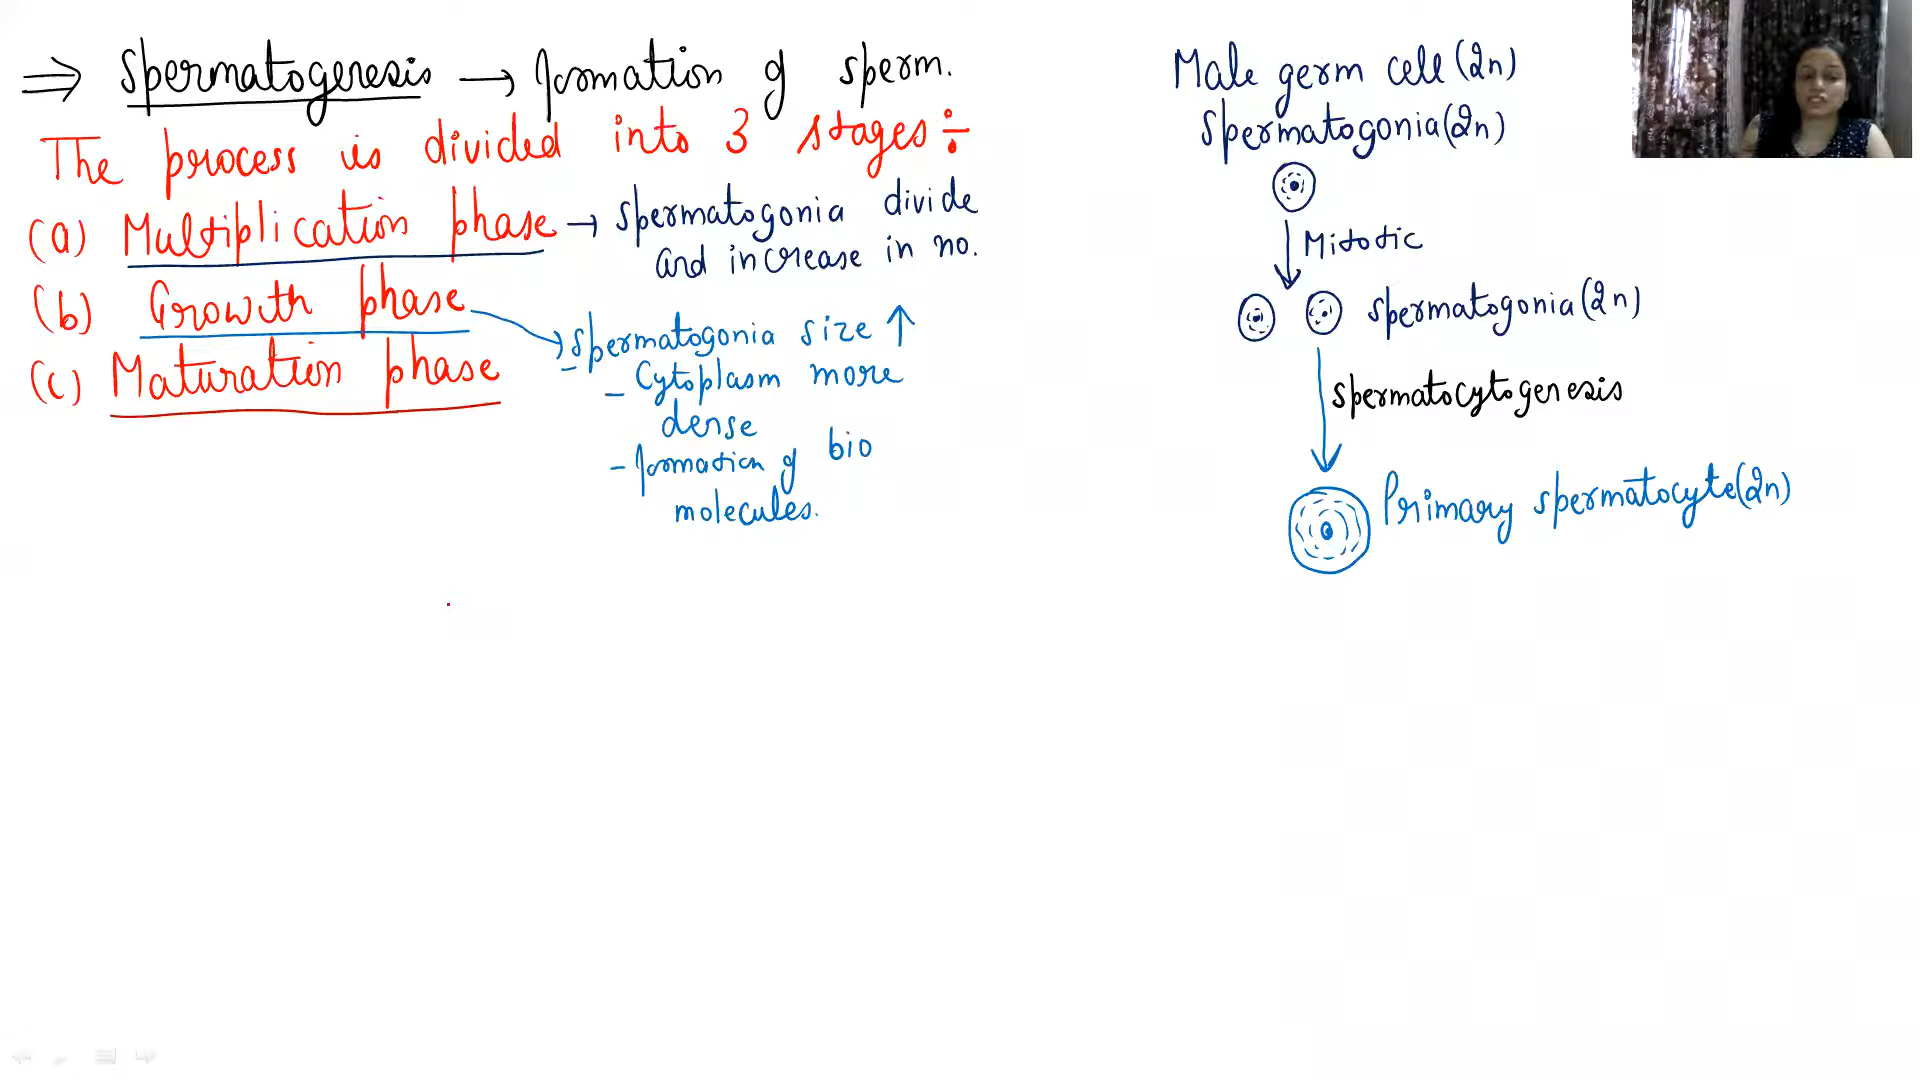 ⇒ Spermatogenesis → formation of sperm.
The process is divided into 3 stages ÷
(a) Multiplication phase → spermatogonia divide
and increase in no.
(b) Growth phase → spermatogonia size ↑
- Cytoplasm more
dense
- formation of bio
molecules.
(c) Maturation phase
Male germ cell (2n)
Spermatogonia (2n)
Mitotic
spermatogonia (2n)
spermatocytogenesis
Primary spermatocyte (2n)